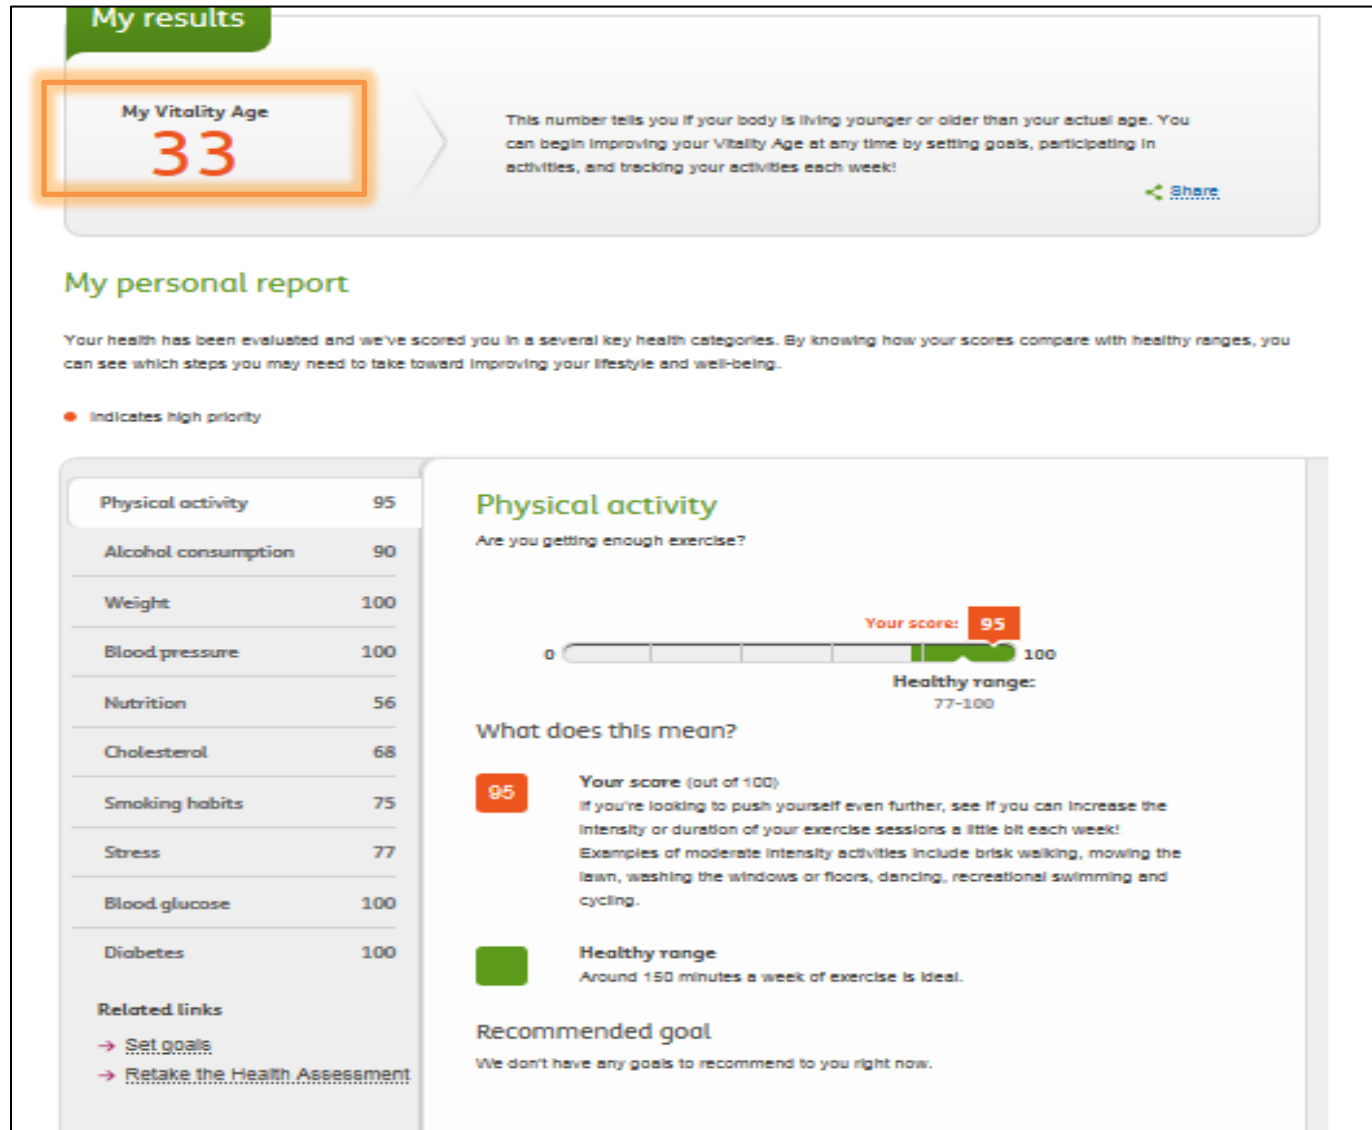 My results
My Vitality Age
33
This number tells you if your body is living younger or older than your actual age. You
can begin improving your Vitality Age at any time by setting goals, participating in
activities, and tracking your activities each week!
Share
My personal report
Your health has been evaluated and we've scored you in a several key health categories. By knowing how your scores compare with healthy ranges, you
can see which steps you may need to take toward improving your lifestyle and well-being.
Indicates high priority
Physical activity 95
Alcohol consumption 90
Weight 100
Blood pressure 100
Nutrition 56
Cholesterol 68
Smoking habits 75
Stress 77
Blood glucose 100
Diabetes 100
Related links
→ Set goals
→ Retake the Health Assessment
Physical activity
Are you getting enough exercise?
Your score: 95
0 100
Healthy range:
77-100
What does this mean?
95
Your score (out of 100)
If you're looking to push yourself even further, see if you can increase the
intensity or duration of your exercise sessions a little bit each week!
Examples of moderate intensity activities include brisk walking, mowing the
lawn, washing the windows or floors, dancing, recreational swimming and
cycling.
Healthy range
Around 150 minutes a week of exercise is ideal.
Recommended goal
We don't have any goals to recommend to you right now.